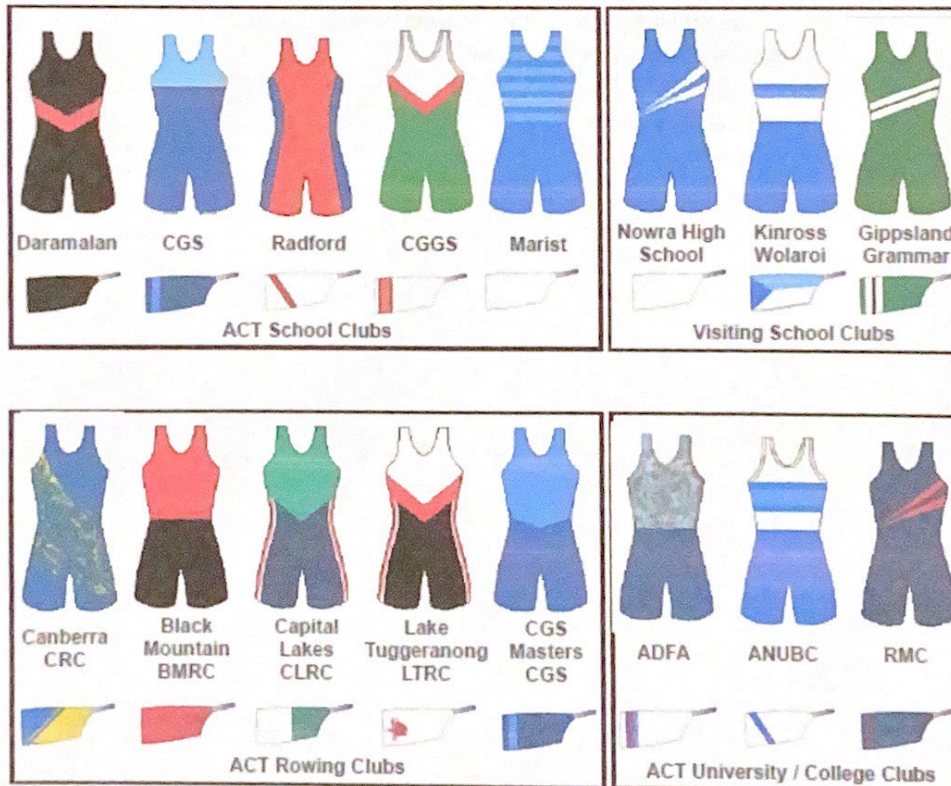 Daramalan
CGS
Radford
CGGS
Marist
ACT School Clubs
Nowra High
School
Kinross
Wolaroi
Gippsland
Grammar
Visiting School Clubs
Canberra
CRC
Black
Mountain
BMRC
Capital
Lakes
CLRC
Lake
Tuggeranong
LTRC
CGS
Masters
CGS
ACT Rowing Clubs
ADFA
ANUBC
RMC
ACT University / College Clubs